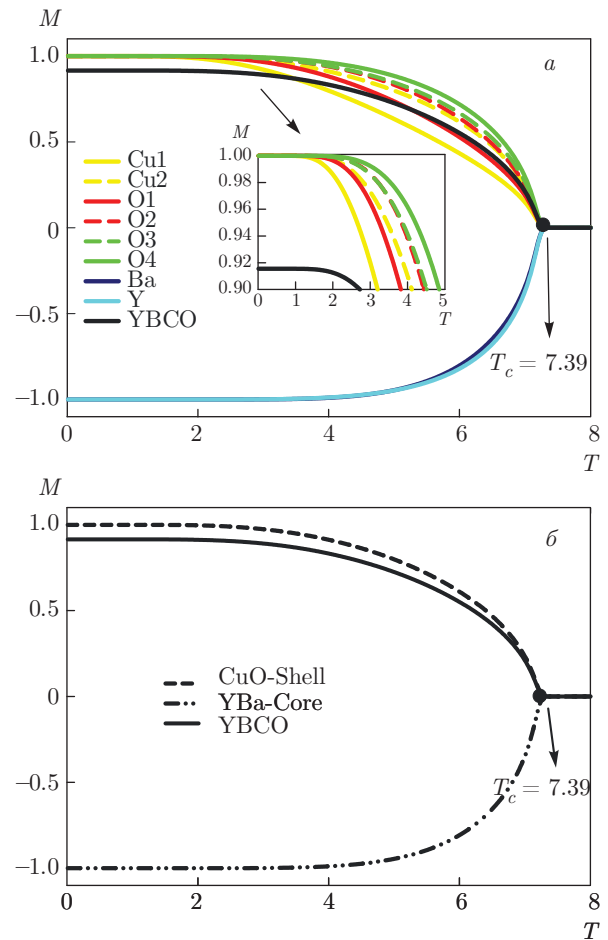 M
1.0
a
0.5
Cu1
Cu2
O1
O2
O3
O4
Ba
Y
YBCO
M
1.00
0.98
0.96
0.94
0.92
0.90
0 1 2 3 4 5
T
0
−0.5
T_c = 7.39
−1.0
0 2 4 6 8
T
M
1.0
б
0.5
CuO-Shell
YBa-Core
YBCO
0
−0.5
T_c = 7.39
−1.0
0 2 4 6 8
T